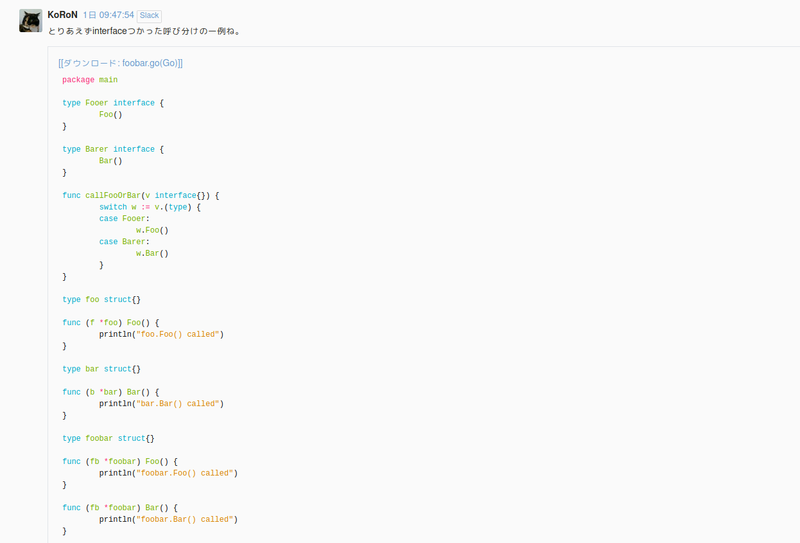 KoRoN 1日 09:47:54 Slack
とりあえずinterfaceつかった呼び分けの一例ね。
[[ダウンロード: foobar.go(Go)]]
package main
type Fooer interface {
        Foo()
}
type Barer interface {
        Bar()
}
func callFooOrBar(v interface{}) {
        switch w := v.(type) {
        case Fooer:
                w.Foo()
        case Barer:
                w.Bar()
        }
}
type foo struct{}
func (f *foo) Foo() {
        println("foo.Foo() called")
}
type bar struct{}
func (b *bar) Bar() {
        println("bar.Bar() called")
}
type foobar struct{}
func (fb *foobar) Foo() {
        println("foobar.Foo() called")
}
func (fb *foobar) Bar() {
        println("foobar.Bar() called")
}